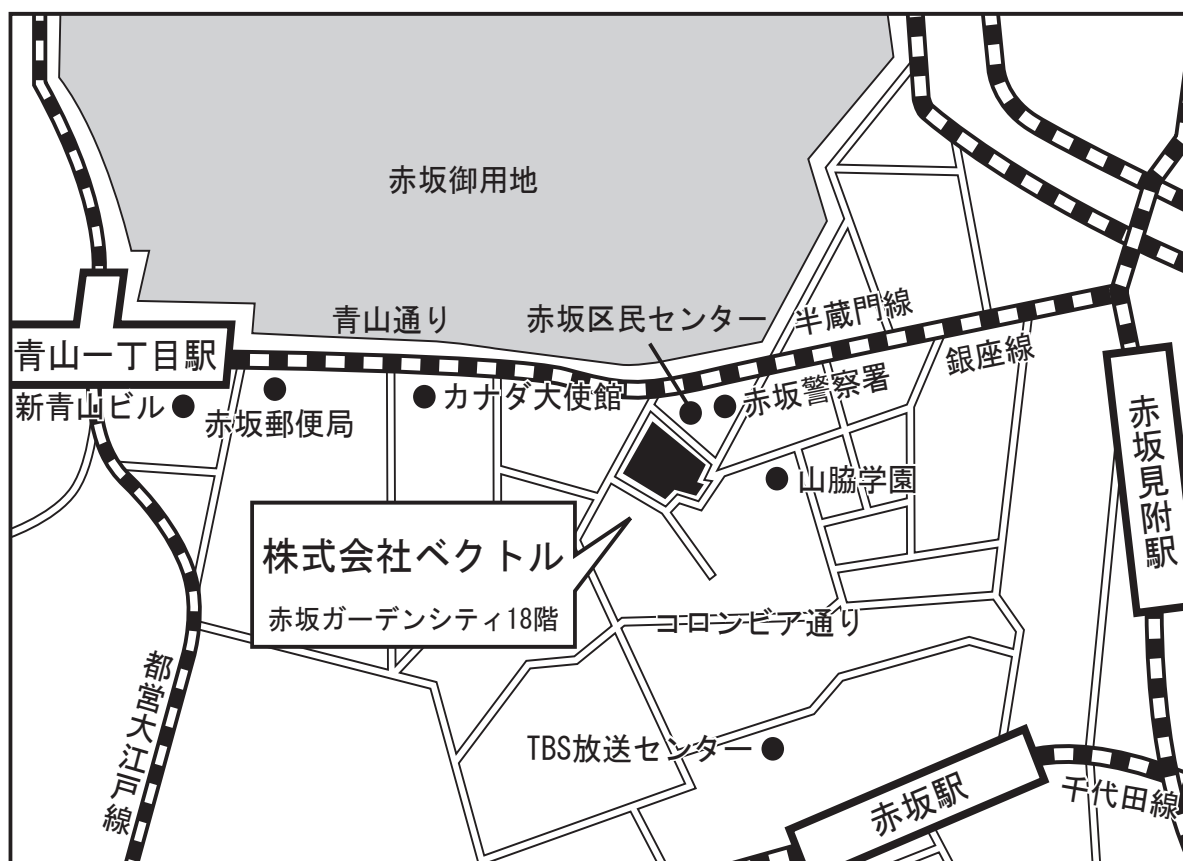 赤坂御用地
青山通り
赤坂区民センター
半蔵門線
銀座線
青山一丁目駅
新青山ビル
赤坂郵便局
カナダ大使館
赤坂警察署
赤坂見附駅
山脇学園
株式会社ベクトル
赤坂ガーデンシティ18階
コロンビア通り
都営大江戸線
TBS放送センター
赤坂駅
千代田線